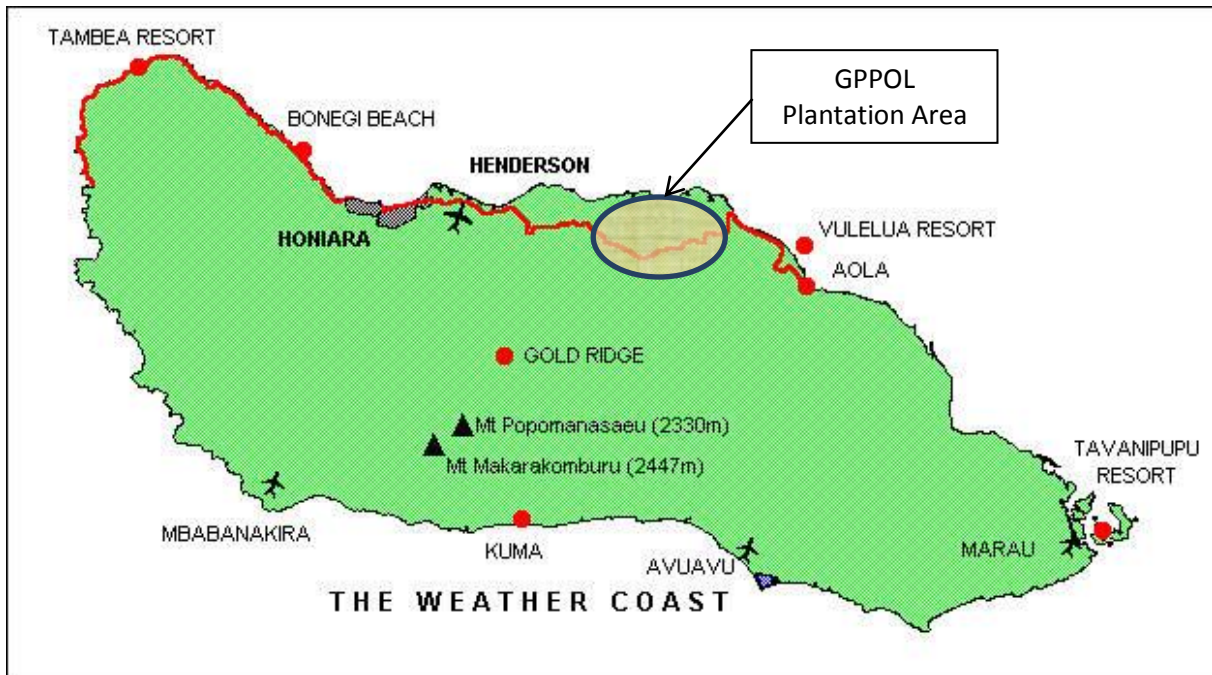 TAMBEA RESORT
GPPOL
Plantation Area
BONEGI BEACH
HENDERSON
HONIARA
VULELUA RESORT
AOLA
GOLD RIDGE
Mt Popomanasaeu (2330m)
Mt Makarakomburu (2447m)
TAVANIPUPU
RESORT
MBABANAKIRA
KUMA
AVUAVU
MARAU
THE WEATHER COAST